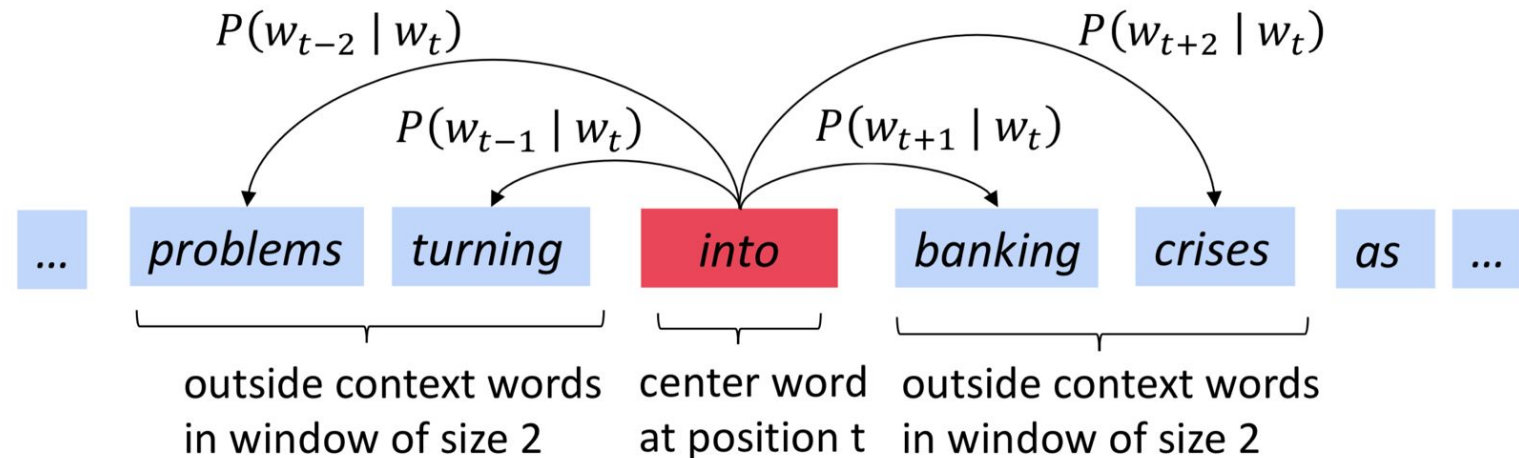 P(w_{t−2} | w_t) P(w_{t+2} | w_t)
P(w_{t−1} | w_t) P(w_{t+1} | w_t)
... problems turning into banking crises as ...
outside context words center word outside context words
in window of size 2 at position t in window of size 2